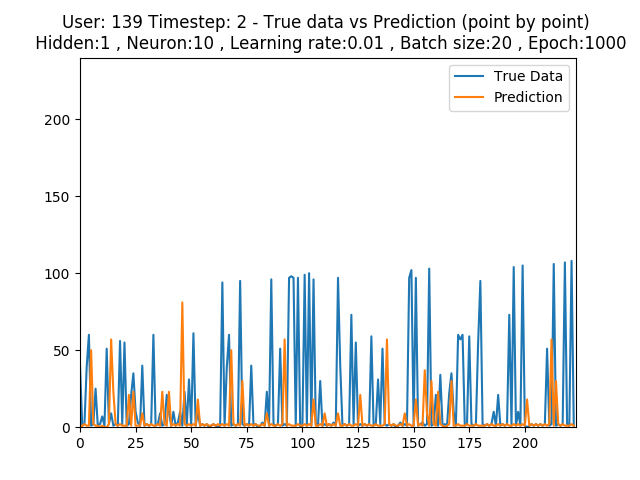 User: 139 Timestep: 2 - True data vs Prediction (point by point)
Hidden:1 , Neuron:10 , Learning rate:0.01 , Batch size:20 , Epoch:1000
True Data
Prediction
200
150
100
50
0
0 25 50 75 100 125 150 175 200